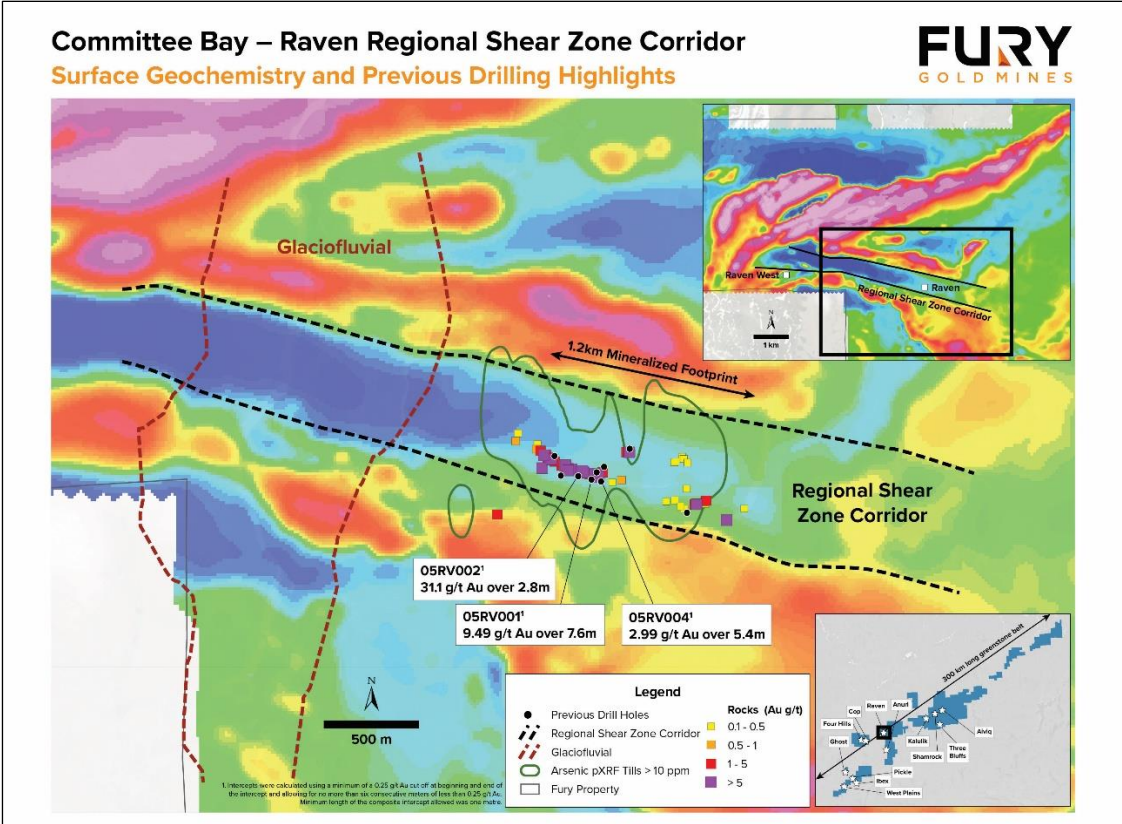 Committee Bay – Raven Regional Shear Zone Corridor
Surface Geochemistry and Previous Drilling Highlights
FURY
GOLD MINES
Glaciofluvial
1.2km Mineralized Footprint
Raven West
Raven
Regional Shear Zone Corridor
N
1 km
Regional Shear
Zone Corridor
05RV002¹
31.1 g/t Au over 2.8m
05RV001¹
9.49 g/t Au over 7.6m
05RV004¹
2.99 g/t Au over 5.4m
N
500 m
1. Intercepts were calculated using a minimum of a 0.25 g/t Au cut off at beginning and end of
the intercept and allowing for no more than six consecutive meters of less than 0.25 g/t Au.
Minimum length of the composite intercept allowed was one metre.
Legend
Previous Drill Holes
Regional Shear Zone Corridor
Glaciofluvial
Arsenic pXRF Tills > 10 ppm
Fury Property
Rocks (Au g/t)
0.1 - 0.5
0.5 - 1
1 - 5
> 5
300 km long greenstone belt
Four Hills
Cop
Raven
Anuri
Ghost
Kalulik
Aiviq
Shamrock
Three
Bluffs
Pickle
Ibex
West Plains